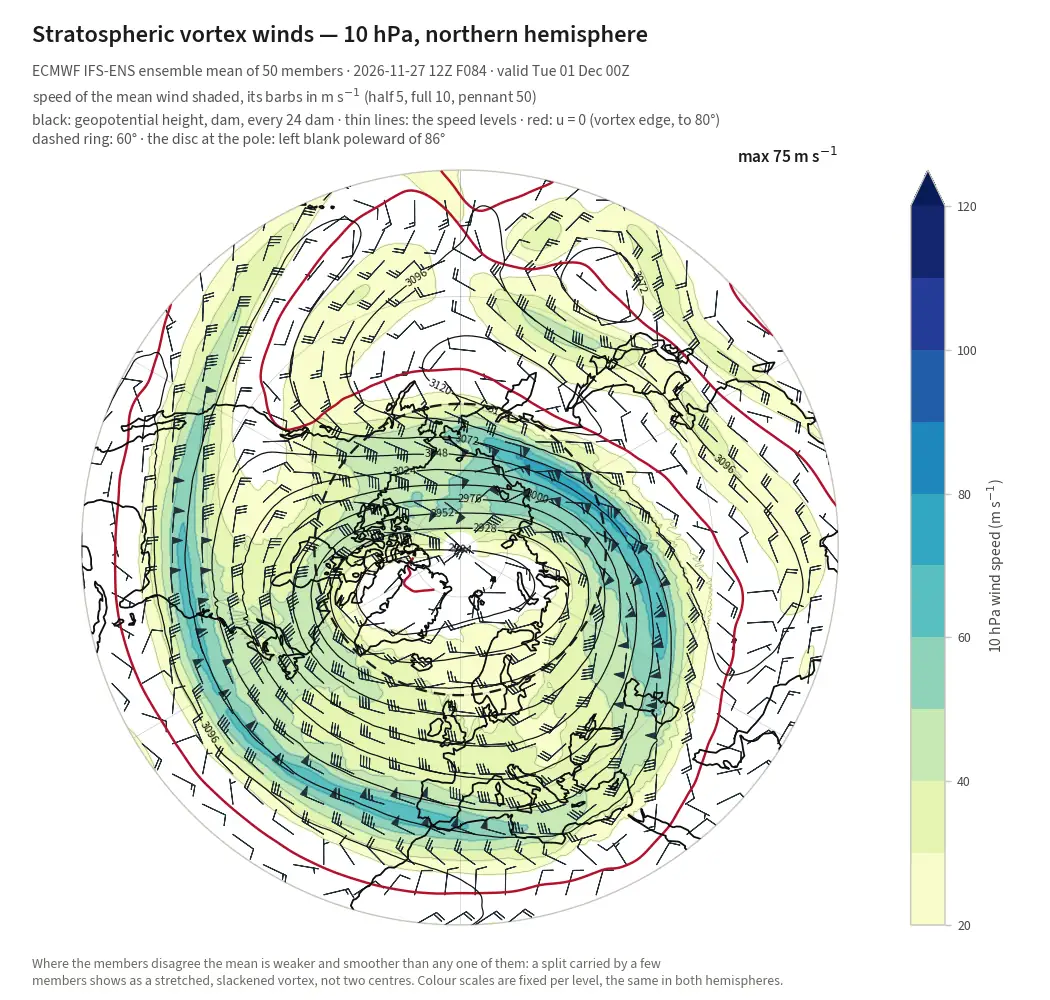 Stratospheric vortex winds — 10 hPa, northern hemisphere
ECMWF IFS-ENS ensemble mean of 50 members · 2026-11-27 12Z F084 · valid Tue 01 Dec 00Z
speed of the mean wind shaded, its barbs in m s⁻¹ (half 5, full 10, pennant 50)
black: geopotential height, dam, every 24 dam · thin lines: the speed levels · red: u = 0 (vortex edge, to 80°)
dashed ring: 60° · the disc at the pole: left blank poleward of 86°
max 75 m s⁻¹
120
100
80
60
40
20
10 hPa wind speed (m s⁻¹)
3096
3072
3120
3072
3048
3024
3096
2976
3000
2952
2928
3096
Where the members disagree the mean is weaker and smoother than any one of them: a split carried by a few
members shows as a stretched, slackened vortex, not two centres. Colour scales are fixed per level, the same in both hemispheres.